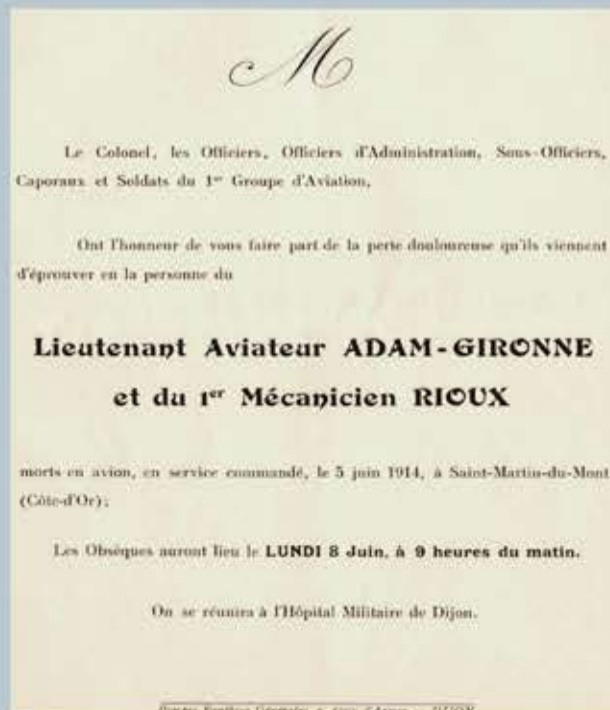 M
Le Colonel, les Officiers, Officiers d'Administration, Sous-Officiers,
Caporaux et Soldats du 1er Groupe d'Aviation,
Ont l'honneur de vous faire part de la perte douloureuse qu'ils viennent
d'éprouver en la personne du
Lieutenant Aviateur ADAM-GIRONNE
et du 1er Mécanicien RIOUX
morts en avion, en service commandé, le 5 juin 1914, à Saint-Martin-du-Mont
(Côte-d'Or);
Les Obsèques auront lieu le LUNDI 8 Juin, à 9 heures du matin.
On se réunira à l'Hôpital Militaire de Dijon.